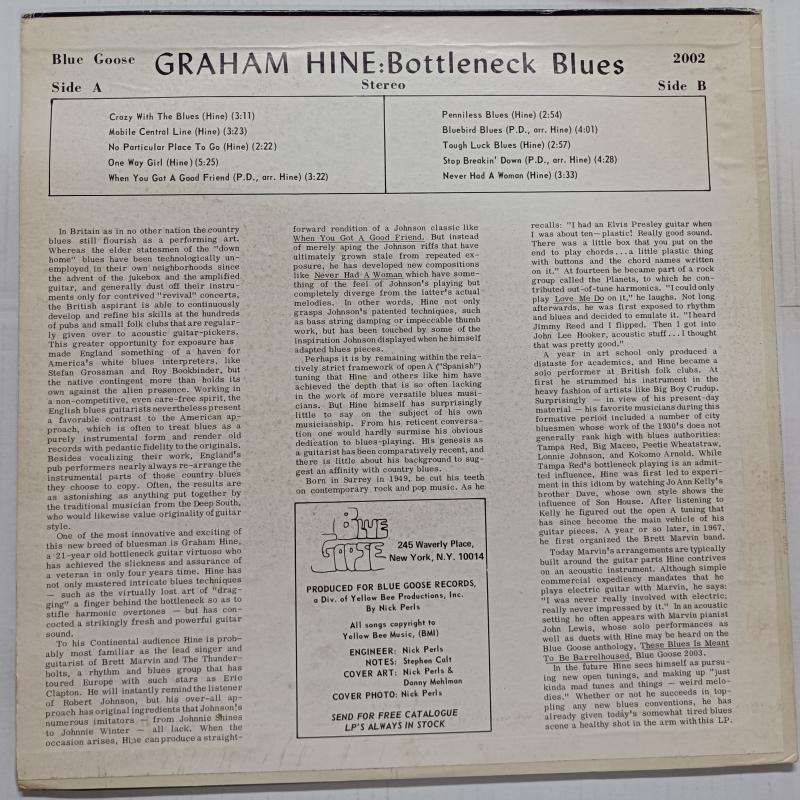 Blue Goose GRAHAM HINE:Bottleneck Blues 2002
Side A Stereo Side B
Crazy With The Blues (Hine) (3:11)
Mobile Central Line (Hine) (3:23)
No Particular Place To Go (Hine) (2:22)
One Way Girl (Hine) (5:25)
When You Got A Good Friend (P.D., arr. Hine) (3:22)
Penniless Blues (Hine) (2:54)
Bluebird Blues (P.D., arr. Hine) (4:01)
Tough Luck Blues (Hine) (2:57)
Stop Breakin' Down (P.D., arr. Hine) (4:28)
Never Had A Woman (Hine) (3:33)
In Britain as in no other nation the country
blues still flourish as a performing art.
Whereas the elder statesmen of the "down
home" blues have been technologically un-
employed in their own neighborhoods since
the advent of the jukebox and the amplified
guitar, and generally dust off their instru-
ments only for contrived "revival" concerts,
the British aspirant is able to continuously
develop and refine his skills at the hundreds
of pubs and small folk clubs that are regular-
ly given over to acoustic guitar-pickers.
This greater opportunity for exposure has
made England something of a haven for
America's white blues interpreters, like
Stefan Grossman and Roy Bookbinder, but
the native contingent more than holds its
own against the alien presence. Working in
a non-competitive, even care-free spirit, the
English blues guitarists nevertheless present
a favorable contrast to the American ap-
proach, which is often to treat blues as a
purely instrumental form and render old
records with pedantic fidelity to the originals.
Besides vocalizing their work, England's
pub performers nearly always re-arrange the
instrumental parts of those country-blues
they choose to copy. Often, the results are
as astonishing as anything put together by
the traditional musician from the Deep South,
who would likewise value originality of guitar
style.
One of the most innovative and exciting of
this new breed of bluesman is Graham Hine,
a 21-year old bottleneck guitar virtuoso who
has achieved the slickness and assurance of
a veteran in only four years time. Hine has
not only mastered intricate blues techniques
— such as the virtually lost art of "drag-
ging" a finger behind the bottleneck so as to
stifle harmonic overtones — but has con-
cocted a strikingly fresh and powerful guitar
sound.
To his Continental audience Hine is prob-
ably most familiar as the lead singer and
guitarist of Brett Marvin and The Thunder-
bolts, a rhythm and blues group that has
toured Europe with such stars as Eric
Clapton. He will instantly remind the listener
of Robert Johnson, but his over-all ap-
proach has original ingredients that Johnson's
numerous imitators — from Johnnie Shines
to Johnnie Winter — all lack. When the
occasion arises, Hine can produce a straight-
forward rendition of a Johnson classic like
When You Got A Good Friend. But instead
of merely aping the Johnson riffs that have
ultimately grown stale from repeated ex-
posure, he has developed new compositions
like Never Had A Woman which have some-
thing of the feel of Johnson's playing but
completely diverge from the latter's actual
melodies. In other words, Hine not only
grasps Johnson's patented techniques, such
as bass string damping or impeccable thumb
work, but has been touched by some of the
inspiration Johnson displayed when he himself
adapted blues pieces.
Perhaps it is by remaining within the rela-
tively strict framework of open A ("Spanish")
tuning that Hine and others like him have
achieved the depth that is so often lacking
in the work of more versatile blues musi-
cians. But Hine himself has surprisingly
little to say on the subject of his own
musicianship. From his reticent conversa-
tion one would hardly surmise his obvious
dedication to blues-playing. His genesis as
a guitarist has been comparatively recent, and
there is little about his background to sug-
gest an affinity with country blues.
Born in Surrey in 1949, he cut his teeth
on contemporary rock and pop music. As he
BLUE
GOOSE
245 Waverly Place,
New York, N.Y. 10014
PRODUCED FOR BLUE GOOSE RECORDS,
a Div. of Yellow Bee Productions, Inc.
By Nick Perls
All songs copyright to
Yellow Bee Music, (BMI)
ENGINEER: Nick Perls
NOTES: Stephen Calt
COVER ART: Nick Perls &
Danny Mehlman
COVER PHOTO: Nick Perls
SEND FOR FREE CATALOGUE
LP'S ALWAYS IN STOCK
recalls: "I had an Elvis Presley guitar when
I was about ten—plastic! Really good sound.
There was a little box that you put on the
end to play chords...a little plastic thing
with buttons and the chord names written
on it." At fourteen he became part of a rock
group called the Planets, to which he con-
tributed out-of-tune harmonica. "I could only
play Love Me Do on it," he laughs. Not long
afterwards, he was first exposed to rhythm
and blues and decided to emulate it. "I heard
Jimmy Reed and I flipped. Then I got into
John Lee Hooker, acoustic stuff...I thought
that was pretty good."
A year in art school only produced a
distaste for academics, and Hine became a
solo performer at British folk clubs. At
first he strummed his instrument in the
heavy fashion of artists like Big Boy Crudup.
Surprisingly — in view of his present-day
material — his favorite musicians during this
formative period included a number of city
bluesmen whose work of the 1930's does not
generally rank high with blues authorities:
Tampa Red, Big Maceo, Peetie Wheatstraw,
Lonnie Johnson, and Kokomo Arnold. While
Tampa Red's bottleneck playing is an admit-
ted influence, Hine was first led to experi-
ment in this idiom by watching Jo Ann Kelly's
brother Dave, whose own style shows the
influence of Son House. After listening to
Kelly he figured out the open A tuning that
has since become the main vehicle of his
guitar pieces. A year or so later, in 1967,
he first organized the Brett Marvin band.
Today Marvin's arrangements are typically
built around the guitar parts Hine contrives
on an acoustic instrument. Although simple
commercial expediency mandates that he
plays electric guitar with Marvin, he says:
"I was never really involved with electric;
really never impressed by it." In an acoustic
setting he often appears with Marvin pianist
John Lewis, whose solo performances as
well as duets with Hine may be heard on the
Blue Goose anthology, These Blues Is Meant
To Be Barrelhoused, Blue Goose 2003.
In the future Hine sees himself as pursu-
ing new open tunings, and making up "just
kinda mad tunes and things — weird melo-
dies." Whether or not he succeeds in top-
pling any new blues conventions, he has
already given today's somewhat tired blues
scene a healthy shot in the arm with this LP.